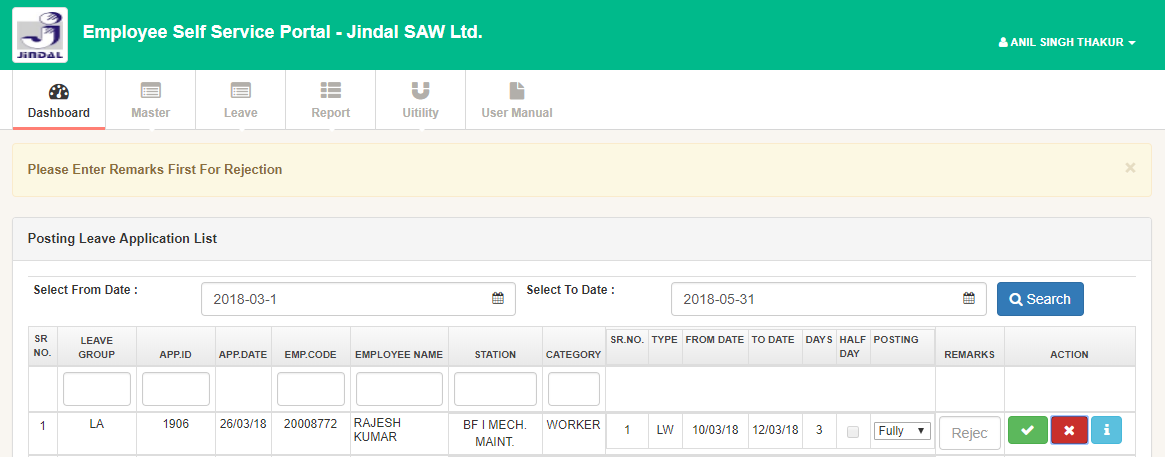 JINDAL
Employee Self Service Portal - Jindal SAW Ltd.
ANIL SINGH THAKUR
Dashboard Master Leave Report Uitility User Manual
Please Enter Remarks First For Rejection ×
Posting Leave Application List
Select From Date : 2018-03-1 Select To Date : 2018-05-31 Search
SR NO. LEAVE GROUP APP.ID APP.DATE EMP.CODE EMPLOYEE NAME STATION CATEGORY SR.NO. TYPE FROM DATE TO DATE DAYS HALF DAY POSTING REMARKS ACTION
1 LA 1906 26/03/18 20008772 RAJESH KUMAR BF I MECH. MAINT. WORKER 1 LW 10/03/18 12/03/18 3 Fully Rejec